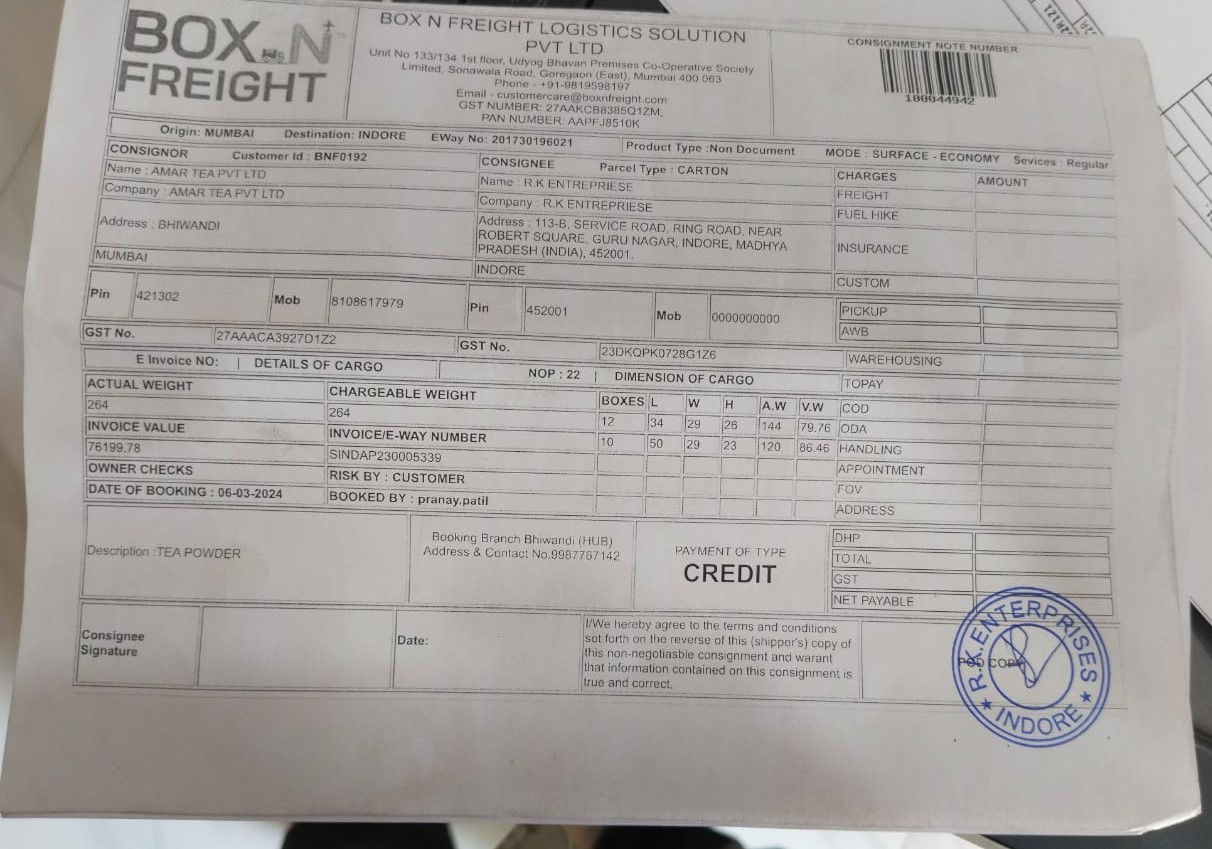 BOX N
FREIGHT
BOX N FREIGHT LOGISTICS SOLUTION
PVT LTD
Unit No 133/134 1st floor, Udyog Bhavan Premises Co-Operative Society
Limited, Sonawala Road, Goregaon (East), Mumbai 400 063
Phone - +91-9819598197
Email - customercare@boxnfreight.com
GST NUMBER: 27AAKCB8385Q1ZM,
PAN NUMBER: AAPFJ8510K
CONSIGNMENT NOTE NUMBER
100044942
Origin: MUMBAI Destination: INDORE EWay No: 201730196021 Product Type :Non Document MODE : SURFACE - ECONOMY Sevices : Regular
CONSIGNOR Customer Id : BNF0192
Name : AMAR TEA PVT LTD
Company : AMAR TEA PVT LTD
Address : BHIWANDI
MUMBAI
CONSIGNEE Parcel Type : CARTON
Name : R.K ENTREPRIESE
Company : R.K ENTREPRIESE
Address : 113-B, SERVICE ROAD, RING ROAD, NEAR
ROBERT SQUARE, GURU NAGAR, INDORE, MADHYA
PRADESH (INDIA), 452001,
INDORE
CHARGES AMOUNT
FREIGHT
FUEL HIKE
INSURANCE
CUSTOM
Pin 421302 Mob 8108617979 Pin 452001 Mob 0000000000
PICKUP
AWB
GST No. 27AAACA3927D1Z2 GST No. 23DKQPK0728G1Z6
WAREHOUSING
E Invoice NO: | DETAILS OF CARGO NOP : 22 | DIMENSION OF CARGO
TOPAY
ACTUAL WEIGHT CHARGEABLE WEIGHT
264 264
INVOICE VALUE INVOICE/E-WAY NUMBER
76199.78 SINDAP230005339
OWNER CHECKS RISK BY : CUSTOMER
DATE OF BOOKING : 06-03-2024 BOOKED BY : pranay.patil
BOXES L W H A.W V.W
12 34 29 26 144 79.76
10 50 29 23 120 86.46
COD
ODA
HANDLING
APPOINTMENT
FOV
ADDRESS
Description :TEA POWDER
Booking Branch Bhiwandi (HUB)
Address & Contact No.9987767142
PAYMENT OF TYPE
CREDIT
DHP
TOTAL
GST
NET PAYABLE
Consignee
Signature
Date:
I/We hereby agree to the terms and conditions
set forth on the reverse of this (shipper's) copy of
this non-negotiasble consignment and warrant
that information contained on this consignment is
true and correct.
POD COPY
R.K.ENTERPRISES
★ INDORE ★